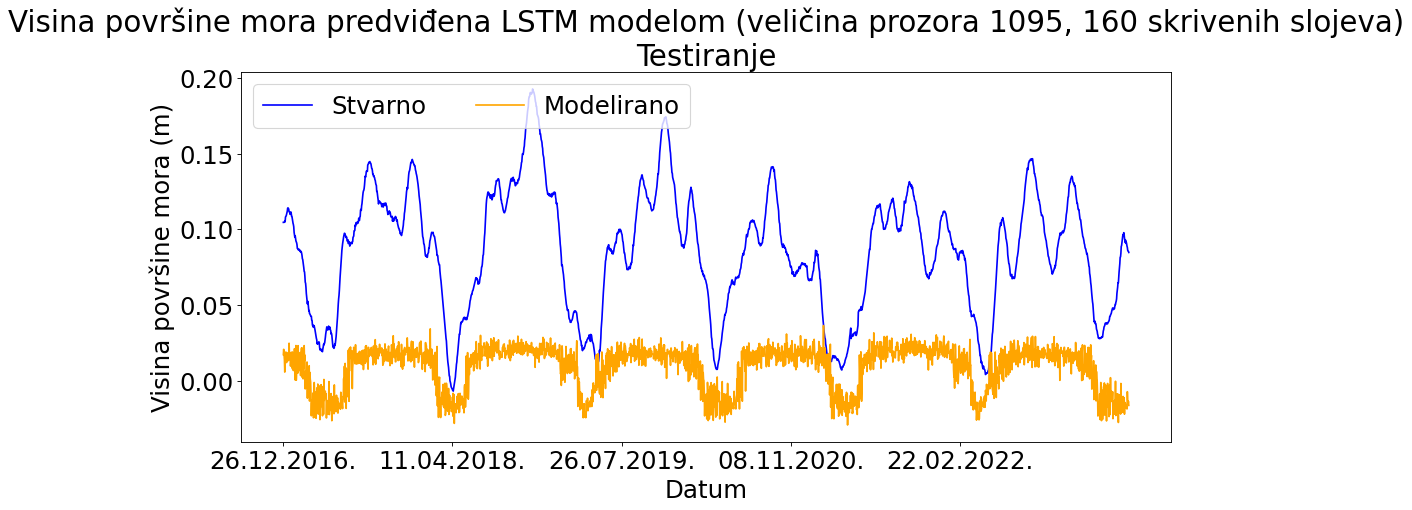 Visina površine mora predviđena LSTM modelom (veličina prozora 1095, 160 skrivenih slojeva)
Testiranje
Stvarno
Modelirano
Visina površine mora (m)
0.20
0.15
0.10
0.05
0.00
26.12.2016.
11.04.2018.
26.07.2019.
08.11.2020.
22.02.2022.
Datum